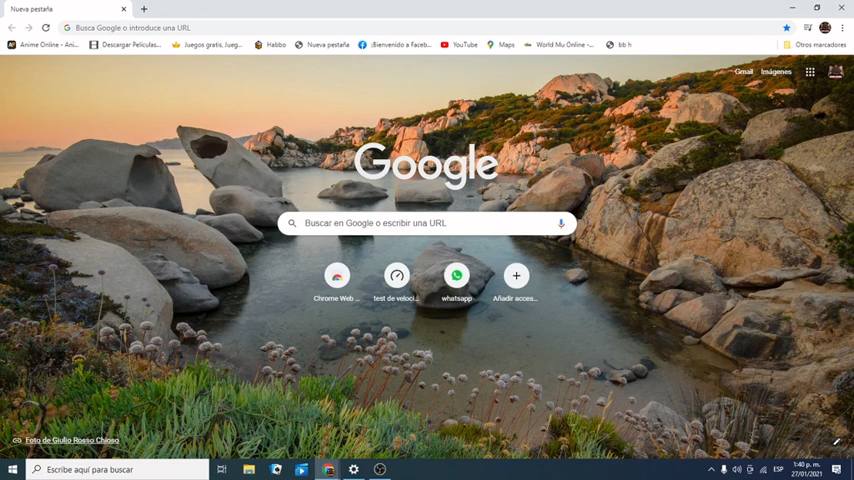 Nueva pestaña
Busca Google o introduce una URL
Anime Online - Ani...
Descargar Películas...
Juegos gratis, Jueg...
Habbo
Nueva pestaña
¡Bienvenido a Faceb...
YouTube
Maps
World Mu Online -...
bb h
Otros marcadores
Gmail
Imágenes
Google
Buscar en Google o escribir una URL
Chrome Web ...
test de veloci...
whatsapp
Añadir acces...
Foto de Giulio Rosso Chioso
Escribe aquí para buscar
ESP
1:40 p. m.
27/01/2021